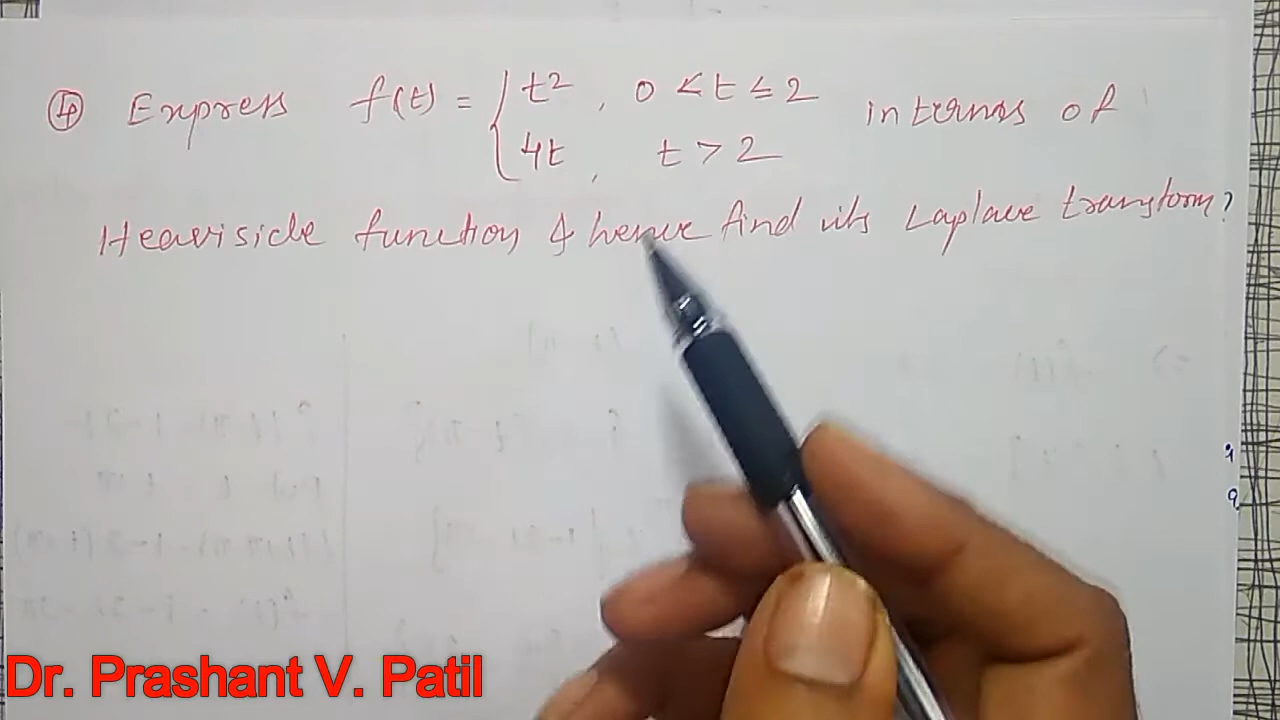 ④ Express f(t) = { t² , 0 < t ≤ 2
4t , t > 2 in terms of
Heaviside function & hence find its Laplace transform?
Dr. Prashant V. Patil